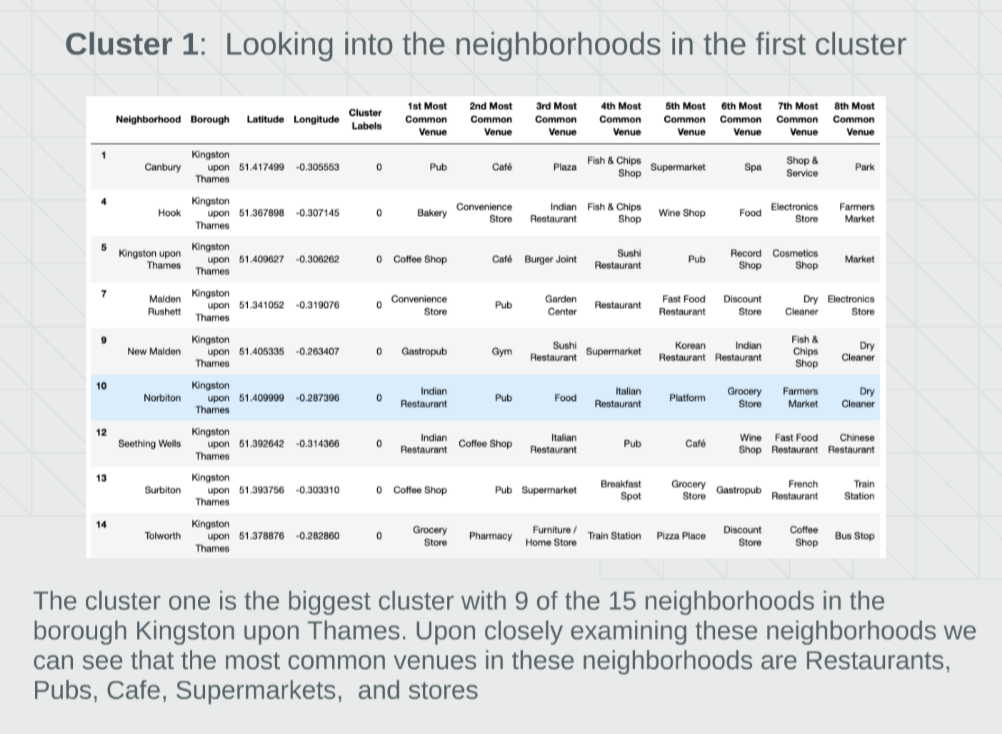 Cluster 1: Looking into the neighborhoods in the first cluster
Neighborhood Borough Latitude Longitude Cluster Labels 1st Most Common Venue 2nd Most Common Venue 3rd Most Common Venue 4th Most Common Venue 5th Most Common Venue 6th Most Common Venue 7th Most Common Venue 8th Most Common Venue
1 Canbury Kingston upon Thames 51.417499 -0.305553 0 Pub Café Plaza Fish & Chips Shop Supermarket Spa Shop & Service Park
4 Hook Kingston upon Thames 51.367898 -0.307145 0 Bakery Convenience Store Indian Restaurant Fish & Chips Shop Wine Shop Food Electronics Store Farmers Market
5 Kingston upon Thames Kingston upon Thames 51.409627 -0.306262 0 Coffee Shop Café Burger Joint Sushi Restaurant Pub Record Shop Cosmetics Shop Market
7 Malden Rushett Kingston upon Thames 51.341052 -0.319076 0 Convenience Store Pub Garden Center Restaurant Fast Food Restaurant Discount Store Dry Cleaner Electronics Store
9 New Malden Kingston upon Thames 51.405335 -0.263407 0 Gastropub Gym Sushi Restaurant Supermarket Korean Restaurant Indian Restaurant Fish & Chips Shop Dry Cleaner
10 Norbiton Kingston upon Thames 51.409999 -0.287396 0 Indian Restaurant Pub Food Italian Restaurant Platform Grocery Store Farmers Market Dry Cleaner
12 Seething Wells Kingston upon Thames 51.392642 -0.314366 0 Indian Restaurant Coffee Shop Italian Restaurant Pub Café Wine Shop Fast Food Restaurant Chinese Restaurant
13 Surbiton Kingston upon Thames 51.393756 -0.303310 0 Coffee Shop Pub Supermarket Breakfast Spot Grocery Store Gastropub French Restaurant Train Station
14 Tolworth Kingston upon Thames 51.378876 -0.282860 0 Grocery Store Pharmacy Furniture / Home Store Train Station Pizza Place Discount Store Coffee Shop Bus Stop
The cluster one is the biggest cluster with 9 of the 15 neighborhoods in the
borough Kingston upon Thames. Upon closely examining these neighborhoods we
can see that the most common venues in these neighborhoods are Restaurants,
Pubs, Cafe, Supermarkets,  and stores